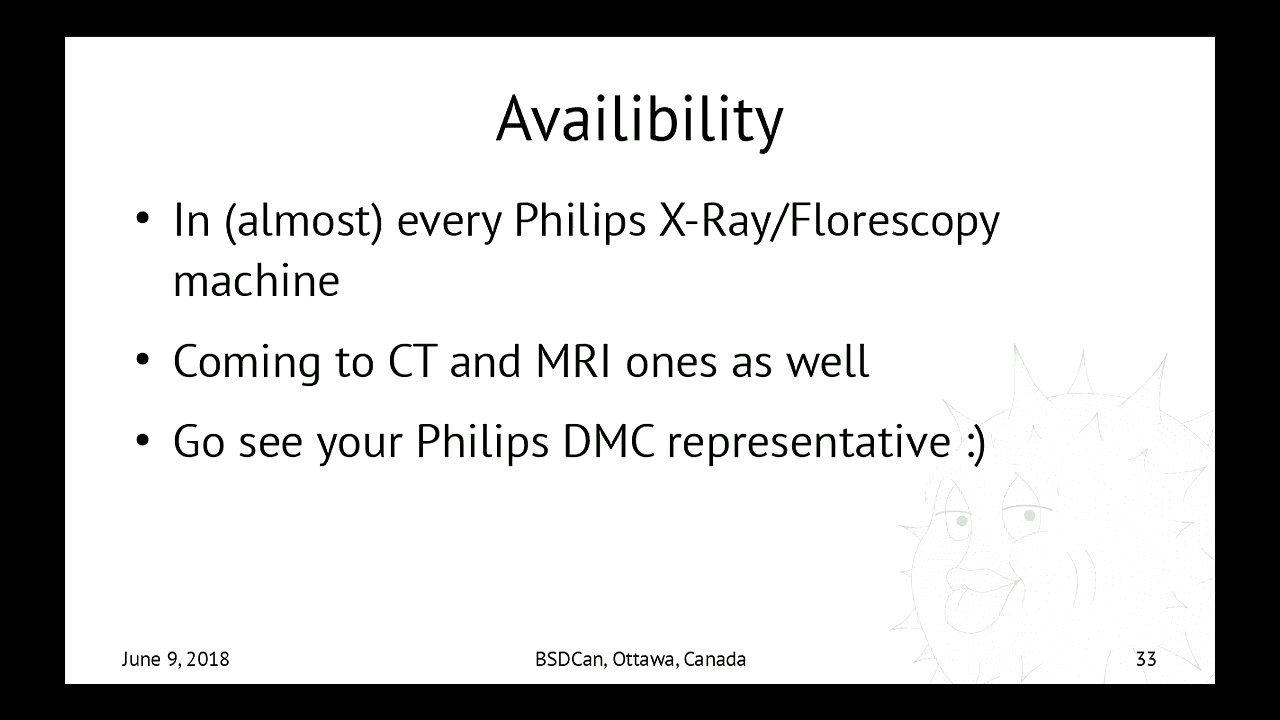 Availibility
• In (almost) every Philips X-Ray/Florescopy
machine
• Coming to CT and MRI ones as well
• Go see your Philips DMC representative :)
June 9, 2018
BSDCan, Ottawa, Canada
33